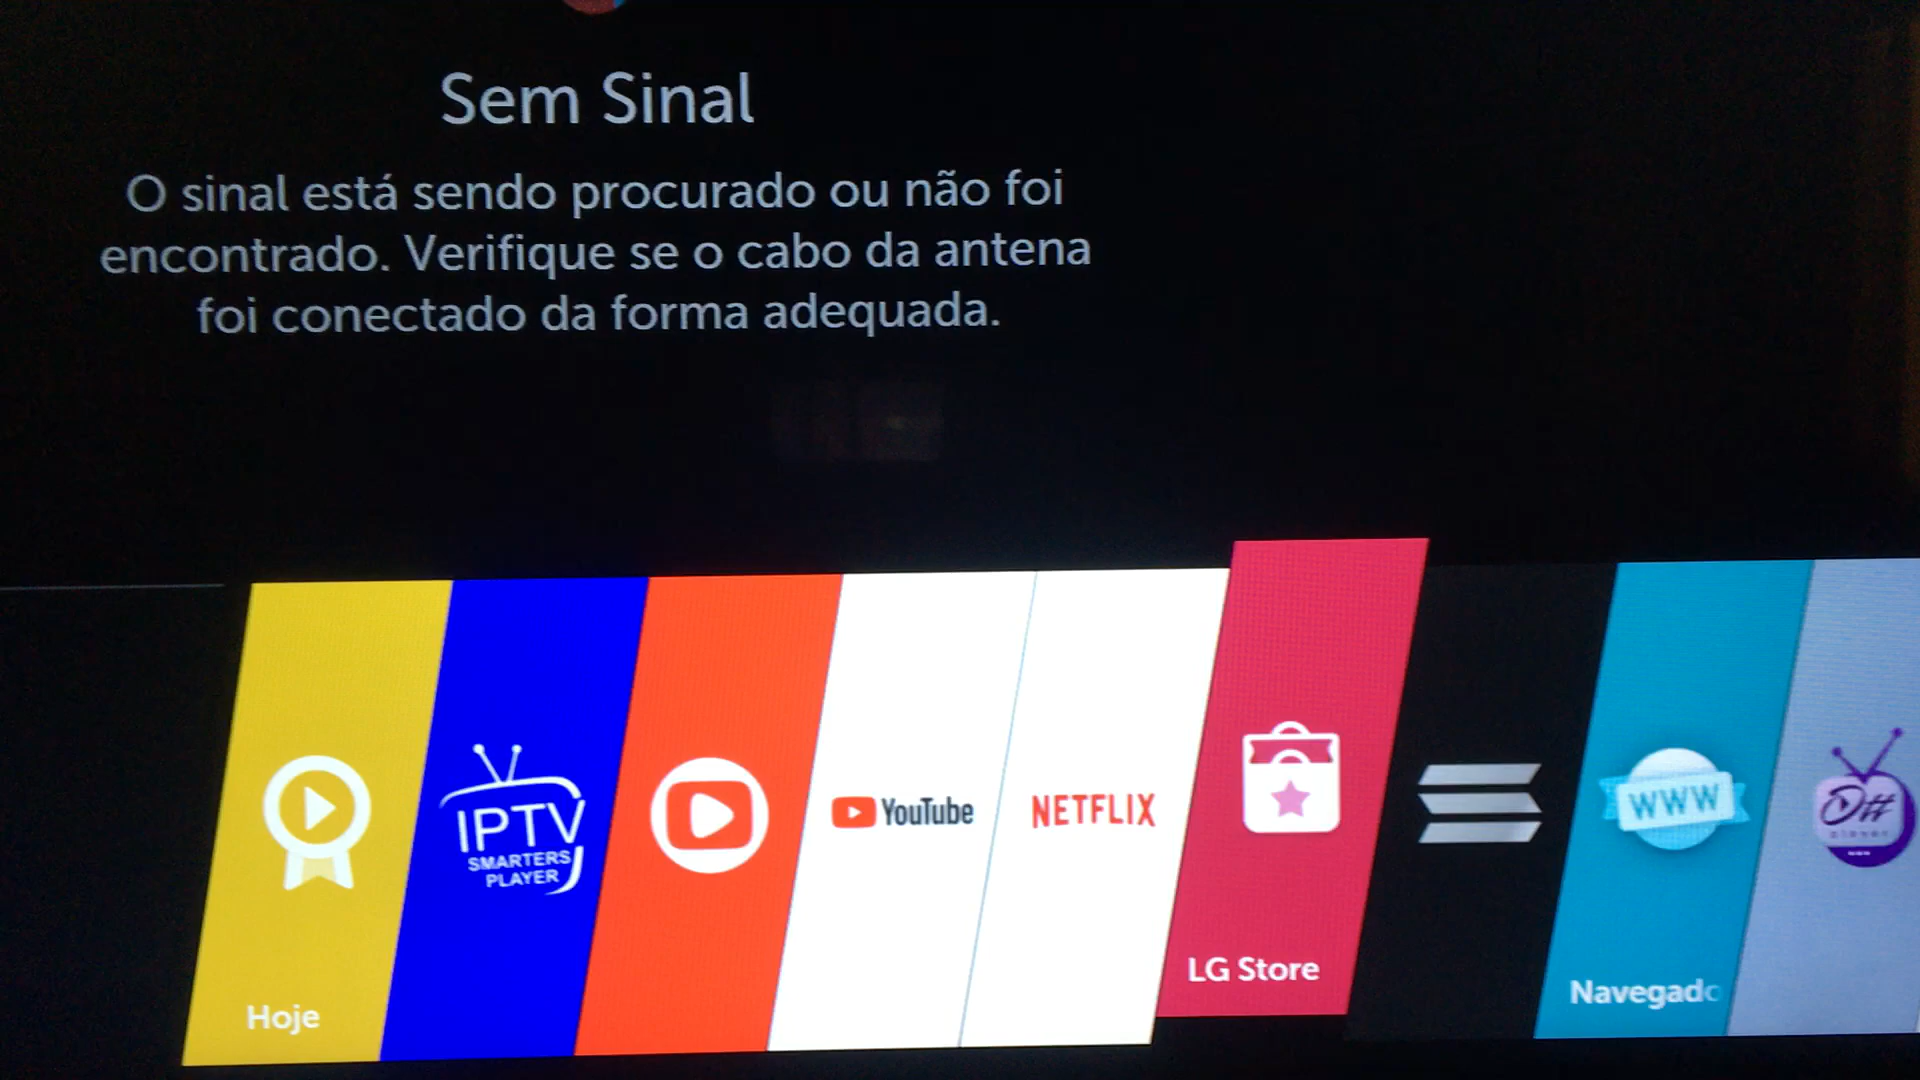 Sem Sinal
O sinal está sendo procurado ou não foi
encontrado. Verifique se o cabo da antena
foi conectado da forma adequada.
IPTV
SMARTERS
PLAYER
YouTube
NETFLIX
WWW
Ott
LG Store
Navegado
Hoje